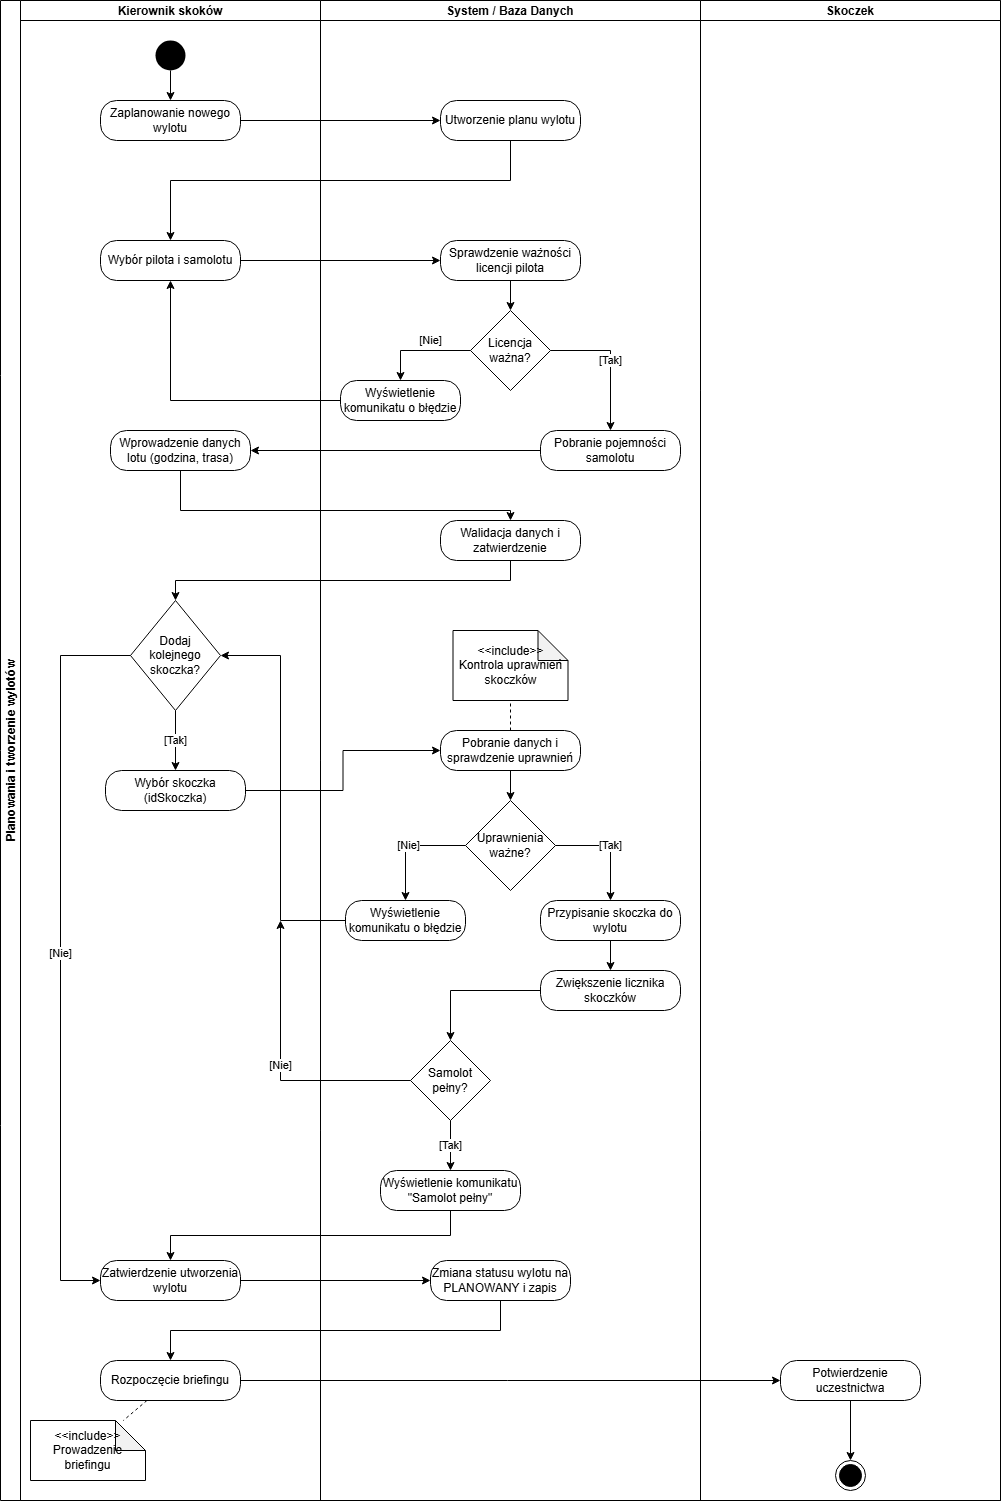 Kierownik skoków
System / Baza Danych
Skoczek
Planowania i tworzenie wylotów
Zaplanowanie nowego
wylotu
Utworzenie planu wylotu
Wybór pilota i samolotu
Sprawdzenie ważności
licencji pilota
Licencja
ważna?
[Nie]
[Tak]
Wyświetlenie
komunikatu o błędzie
Wprowadzenie danych
lotu (godzina, trasa)
Pobranie pojemności
samolotu
Walidacja danych i
zatwierdzenie
Dodaj
kolejnego
skoczka?
<<include>>
Kontrola uprawnień
skoczków
[Tak]
Pobranie danych i
sprawdzenie uprawnień
Wybór skoczka
(idSkoczka)
Uprawnienia
ważne?
[Nie]
[Tak]
Wyświetlenie
komunikatu o błędzie
Przypisanie skoczka do
wylotu
[Nie]
Zwiększenie licznika
skoczków
Samolot
pełny?
[Nie]
[Tak]
Wyświetlenie komunikatu
"Samolot pełny"
Zatwierdzenie utworzenia
wylotu
Zmiana statusu wylotu na
PLANOWANY i zapis
Rozpoczęcie briefingu
Potwierdzenie
uczestnictwa
<<include>>
Prowadzenie
briefingu